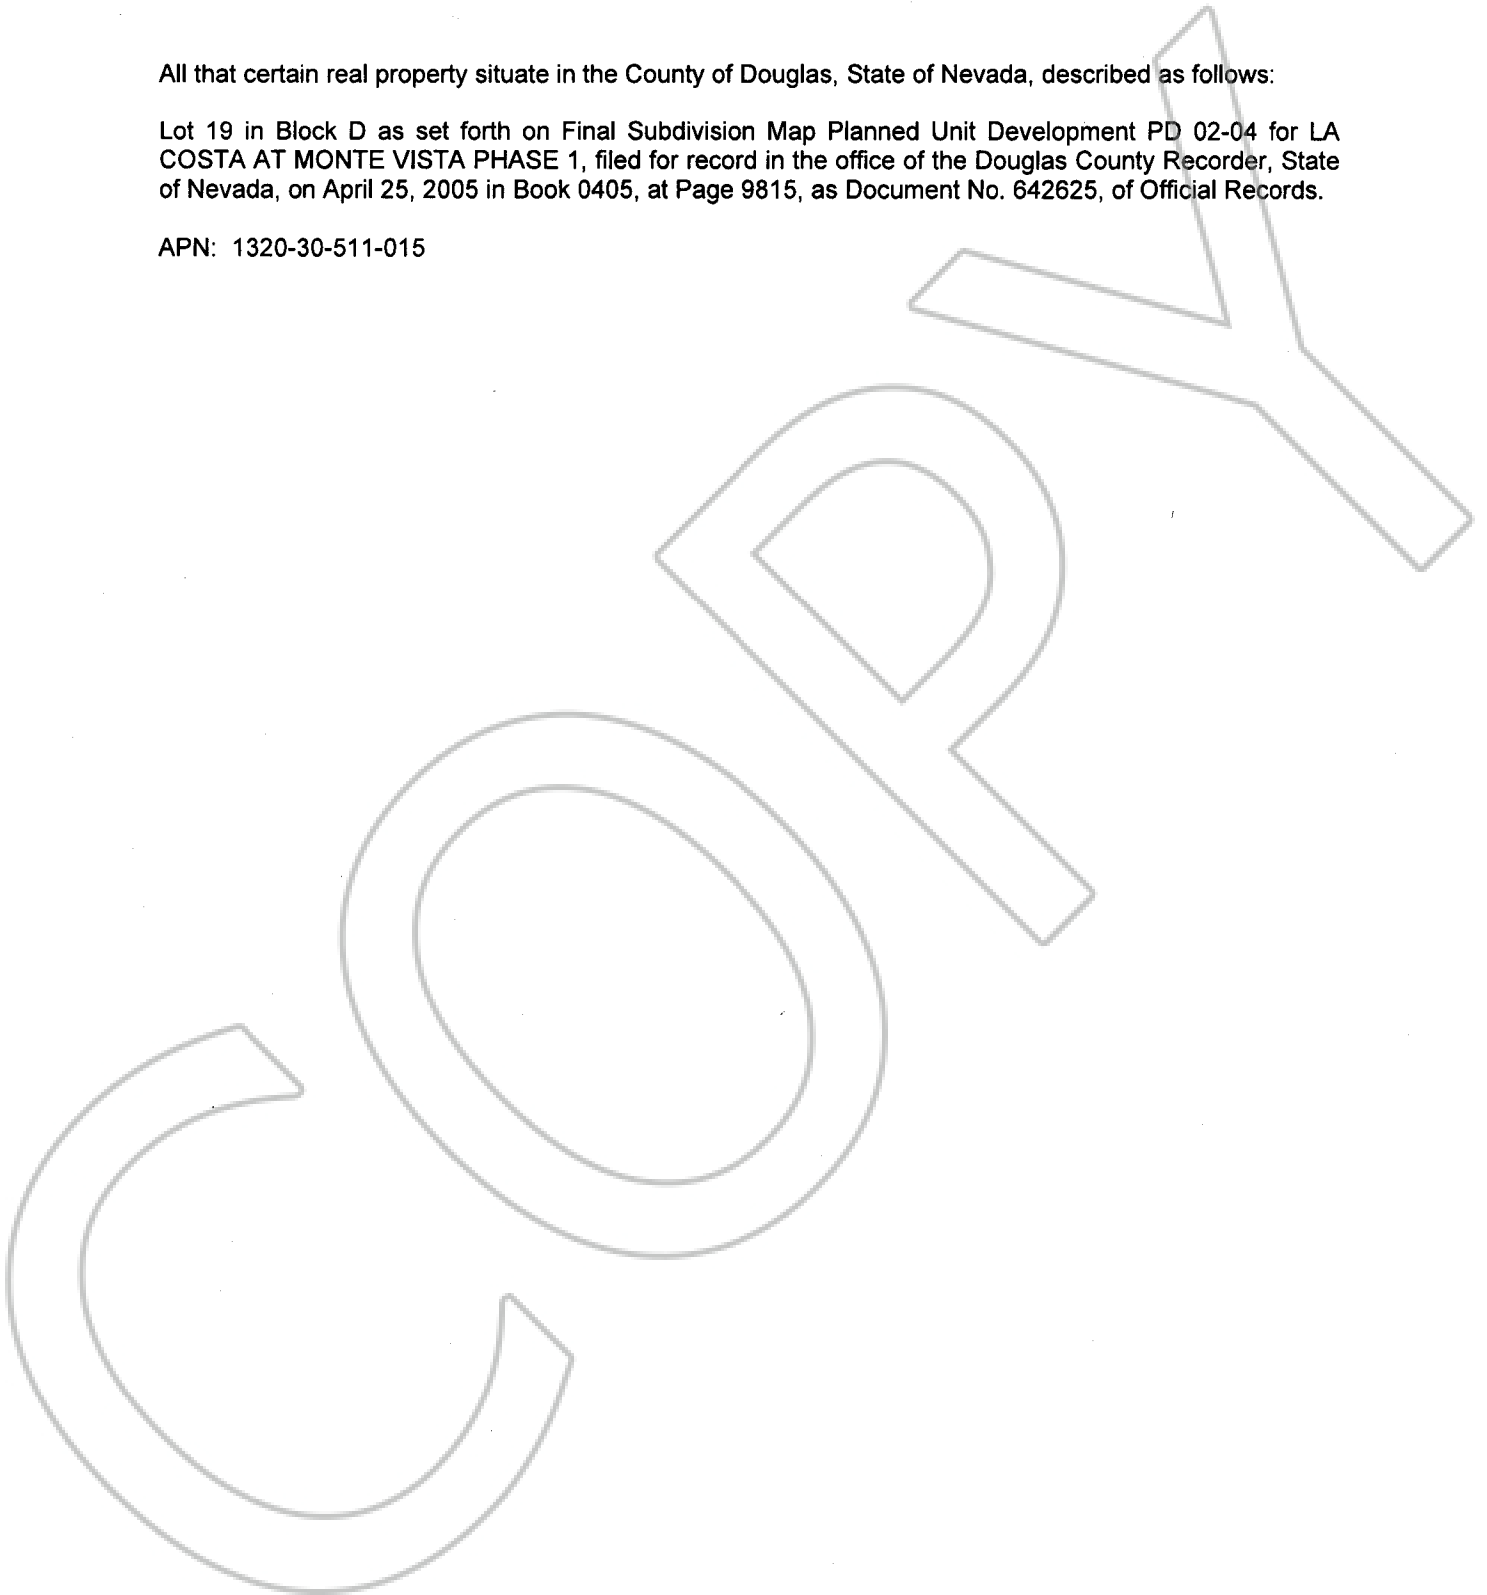 All that certain real property situate in the County of Douglas, State of Nevada, described as follows:
Lot 19 in Block D as set forth on Final Subdivision Map Planned Unit Development PD 02-04 for LA
COSTA AT MONTE VISTA PHASE 1, filed for record in the office of the Douglas County Recorder, State
of Nevada, on April 25, 2005 in Book 0405, at Page 9815, as Document No. 642625, of Official Records.
APN: 1320-30-511-015
COPY